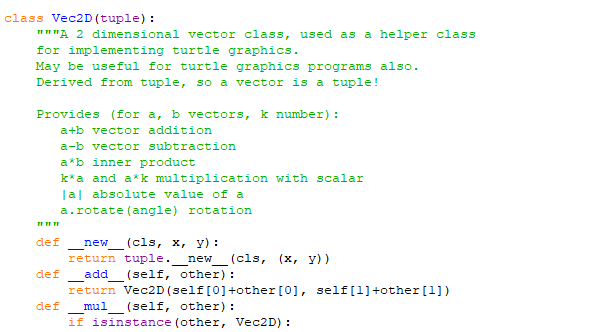 class Vec2D(tuple):
    """A 2 dimensional vector class, used as a helper class
    for implementing turtle graphics.
    May be useful for turtle graphics programs also.
    Derived from tuple, so a vector is a tuple!

    Provides (for a, b vectors, k number):
       a+b vector addition
       a-b vector subtraction
       a*b inner product
       k*a and a*k multiplication with scalar
       |a| absolute value of a
       a.rotate(angle) rotation
    """
    def __new__(cls, x, y):
        return tuple.__new__(cls, (x, y))
    def __add__(self, other):
        return Vec2D(self[0]+other[0], self[1]+other[1])
    def __mul__(self, other):
        if isinstance(other, Vec2D):